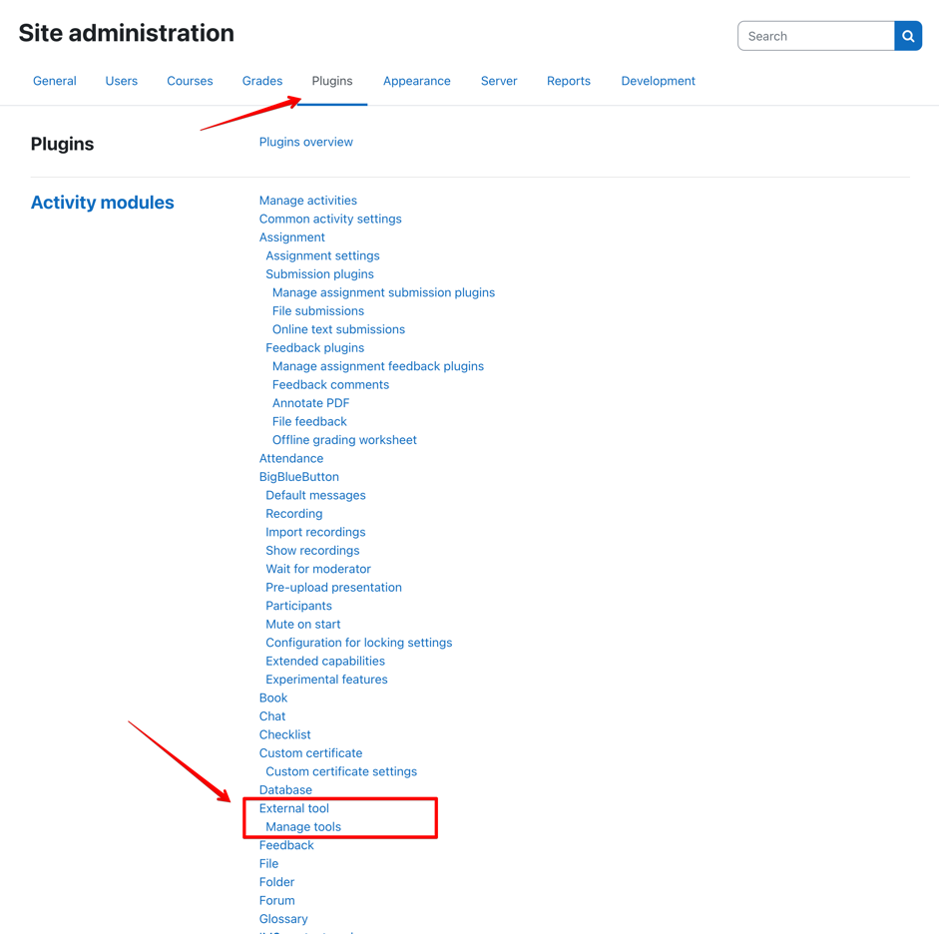 Site administration
Search
General Users Courses Grades Plugins Appearance Server Reports Development
Plugins
Plugins overview
Activity modules
Manage activities
Common activity settings
Assignment
Assignment settings
Submission plugins
Manage assignment submission plugins
File submissions
Online text submissions
Feedback plugins
Manage assignment feedback plugins
Feedback comments
Annotate PDF
File feedback
Offline grading worksheet
Attendance
BigBlueButton
Default messages
Recording
Import recordings
Show recordings
Wait for moderator
Pre-upload presentation
Participants
Mute on start
Configuration for locking settings
Extended capabilities
Experimental features
Book
Chat
Checklist
Custom certificate
Custom certificate settings
Database
External tool
Manage tools
Feedback
File
Folder
Forum
Glossary